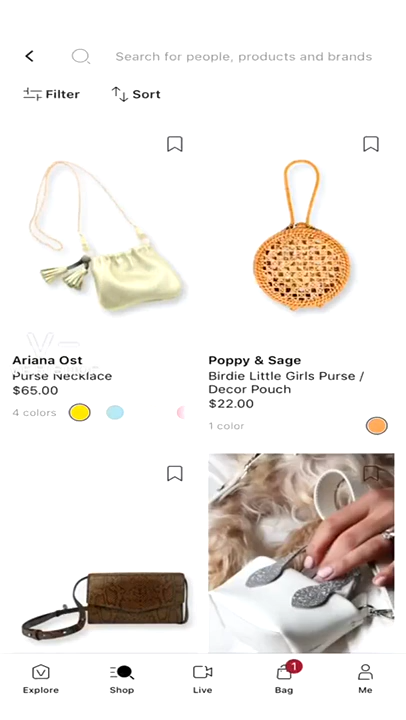 Search for people, products and brands
Filter
Sort
Ariana Ost
Purse Necklace
$65.00
4 colors
Poppy & Sage
Birdie Little Girls Purse /
Decor Pouch
$22.00
1 color
Explore
Shop
Live
Bag
1
Me